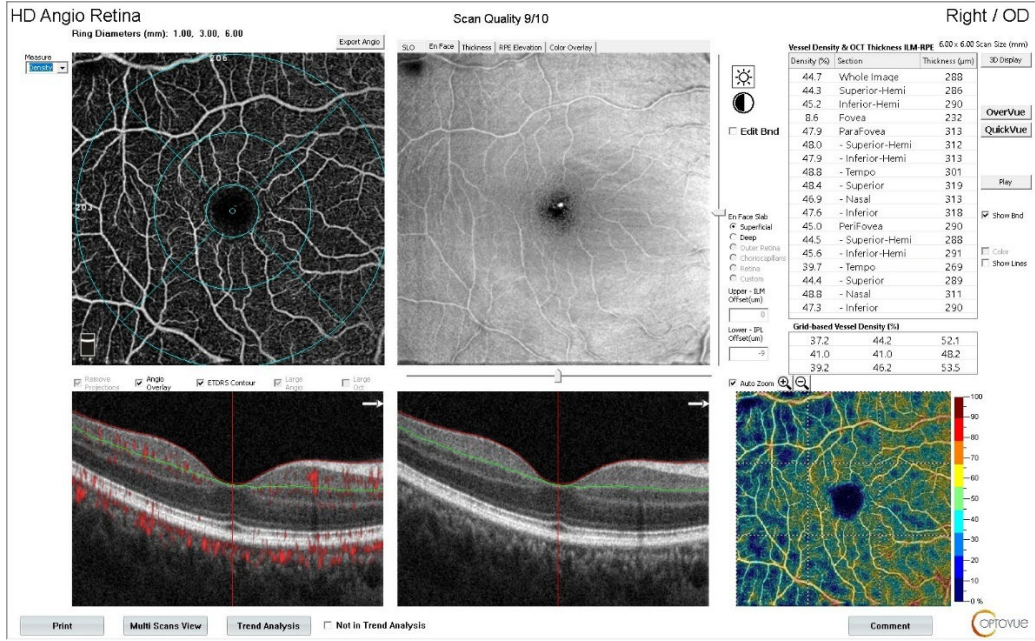 HD Angio Retina
Scan Quality 9/10
Right / OD
Ring Diameters (mm): 1.00, 3.00, 6.00
Export Angio
Measure
Density
206
203
SLO En Face Thickness RPE Elevation Color Overlay
Edit Bnd
En Face Slab
Superficial
Deep
Outer Retina
Choriocapillaris
Retina
Custom
Upper - ILM
Offset(um)
0
Lower - IPL
Offset(um)
-9
Vessel Density & OCT Thickness ILM-RPE 6.00 x 6.00 Scan Size (mm)
Density (%) Section Thickness (µm)
44.7 Whole Image 288
44.3 Superior-Hemi 286
45.2 Inferior-Hemi 290
8.6 Fovea 232
47.9 ParaFovea 313
48.0 - Superior-Hemi 312
47.9 - Inferior-Hemi 313
48.8 - Tempo 301
48.4 - Superior 319
46.9 - Nasal 313
47.6 - Inferior 318
45.0 PeriFovea 290
44.5 - Superior-Hemi 288
45.6 - Inferior-Hemi 291
39.7 - Tempo 269
44.4 - Superior 289
48.8 - Nasal 311
47.3 - Inferior 290
Grid-based Vessel Density (%)
37.2 44.2 52.1
41.0 41.0 48.2
39.2 46.2 53.5
3D Display
OverVue
QuickVue
Play
Show Bnd
Color
Show Lines
Remove Projections
Angio Overlay
ETDRS Contour
Large Angio
Large Oct
Auto Zoom
100
90
80
70
60
50
40
30
20
10
0 %
Print
Multi Scans View
Trend Analysis
Not in Trend Analysis
Comment
OPTOVUE